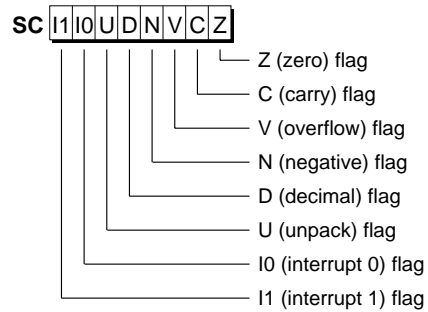 SC I1 I0 U D N V C Z
Z (zero) flag
C (carry) flag
V (overflow) flag
N (negative) flag
D (decimal) flag
U (unpack) flag
I0 (interrupt 0) flag
I1 (interrupt 1) flag